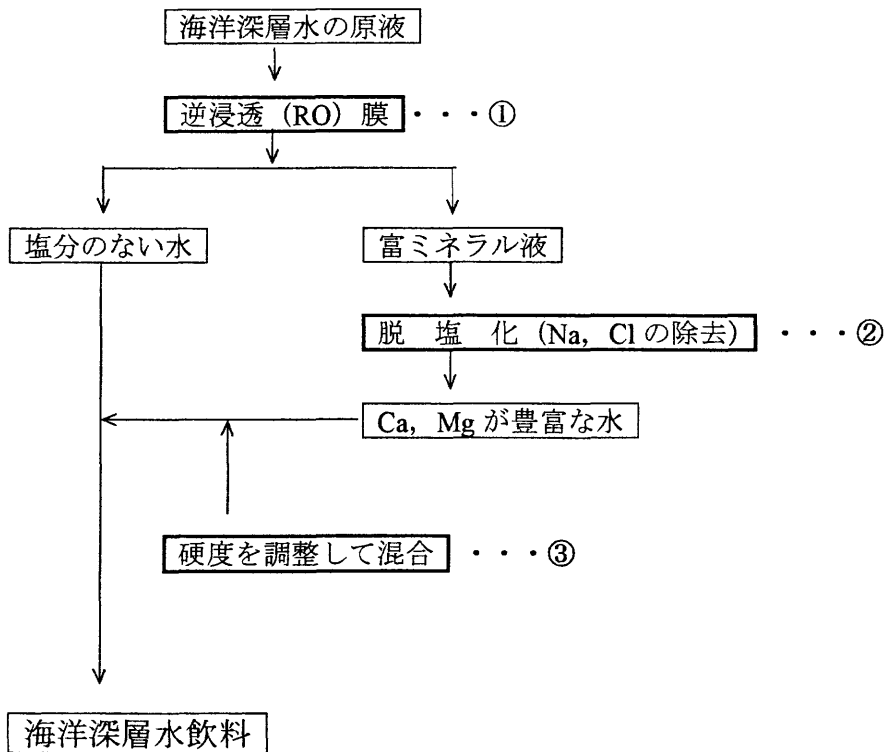 海洋深層水の原液
逆浸透（RO）膜・・・①
塩分のない水
富ミネラル液
脱塩化（Na, Clの除去）・・・②
Ca, Mgが豊富な水
硬度を調整して混合・・・③
海洋深層水飲料